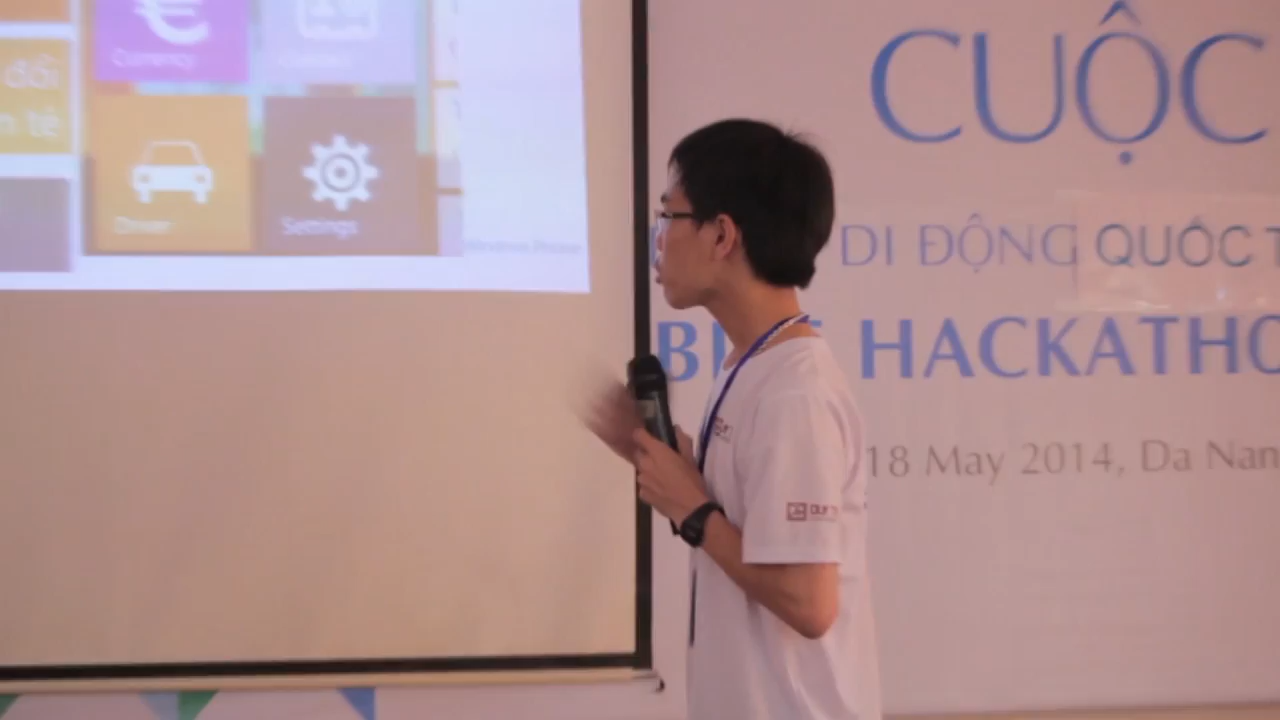 CUỘC
DI ĐỘNG QUỐC T
HACKATHO
18 May 2014, Da Nan
Currency
đổi
n tệ
Driver
Settings